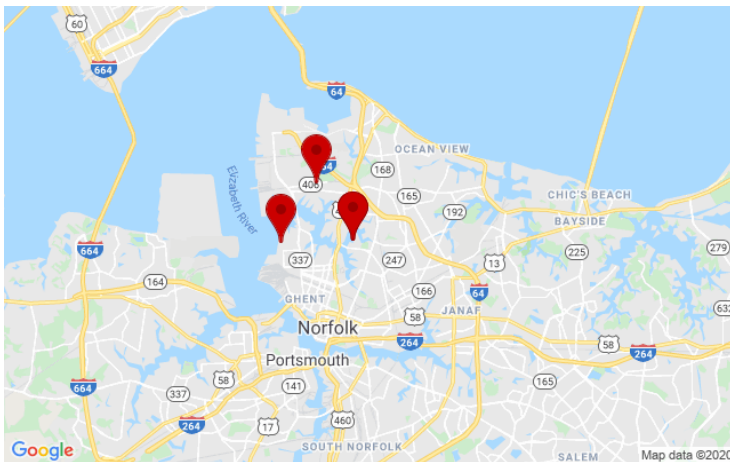 60
664
64
OCEAN VIEW
64
168
406
165
CHIC'S BEACH
Elizabeth River
192
BAYSIDE
664
337
247
13
225
279
164
166
64
GHENT
58
JANAF
Norfolk
264
58
264
Portsmouth
664
58
141
165
337
264
17
460
SOUTH NORFOLK
SALEM
Google
Map data ©2020